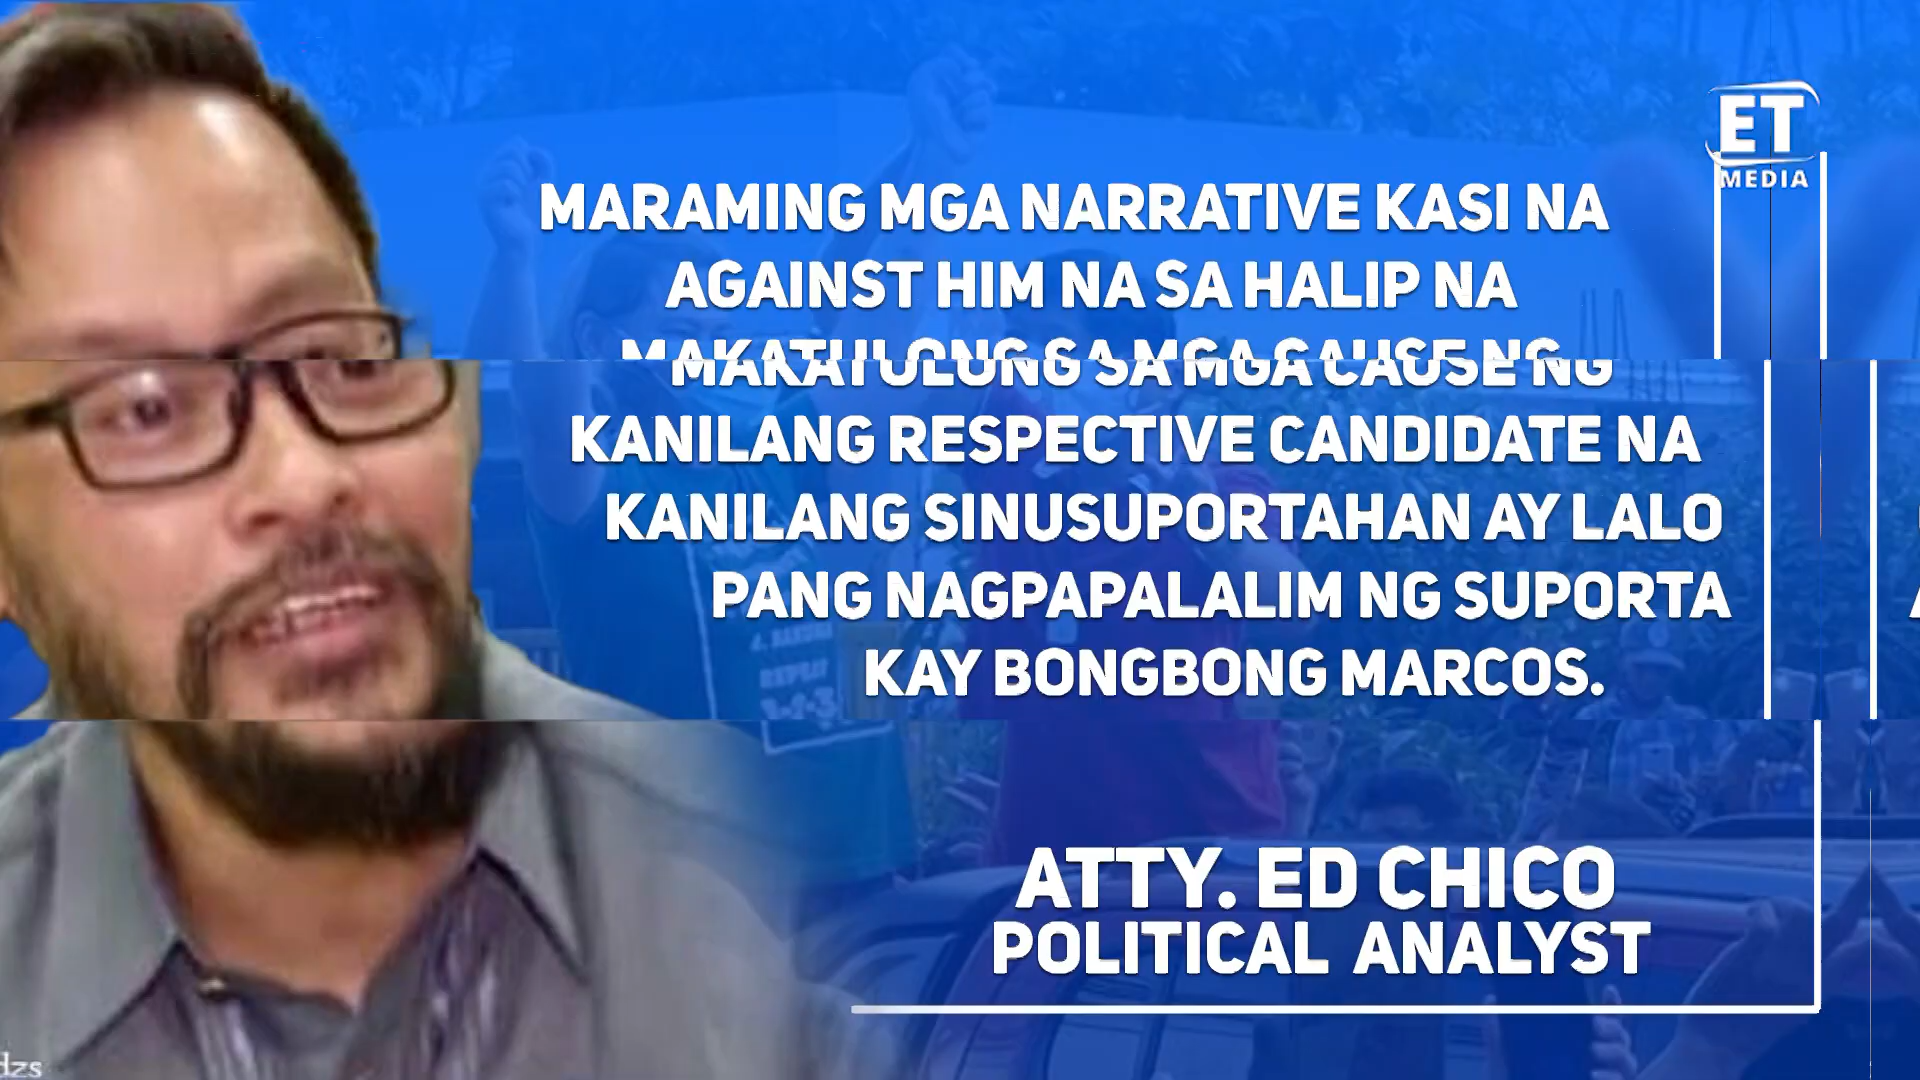 ET
MEDIA
MARAMING MGA NARRATIVE KASI NA
AGAINST HIM NA SA HALIP NA
MAKATULONG SA MGA CAUSE NG
KANILANG RESPECTIVE CANDIDATE NA
KANILANG SINUSUPORTAHAN AY LALO
PANG NAGPAPALALIM NG SUPORTA
KAY BONGBONG MARCOS.
ATTY. ED CHICO
POLITICAL ANALYST
dzs